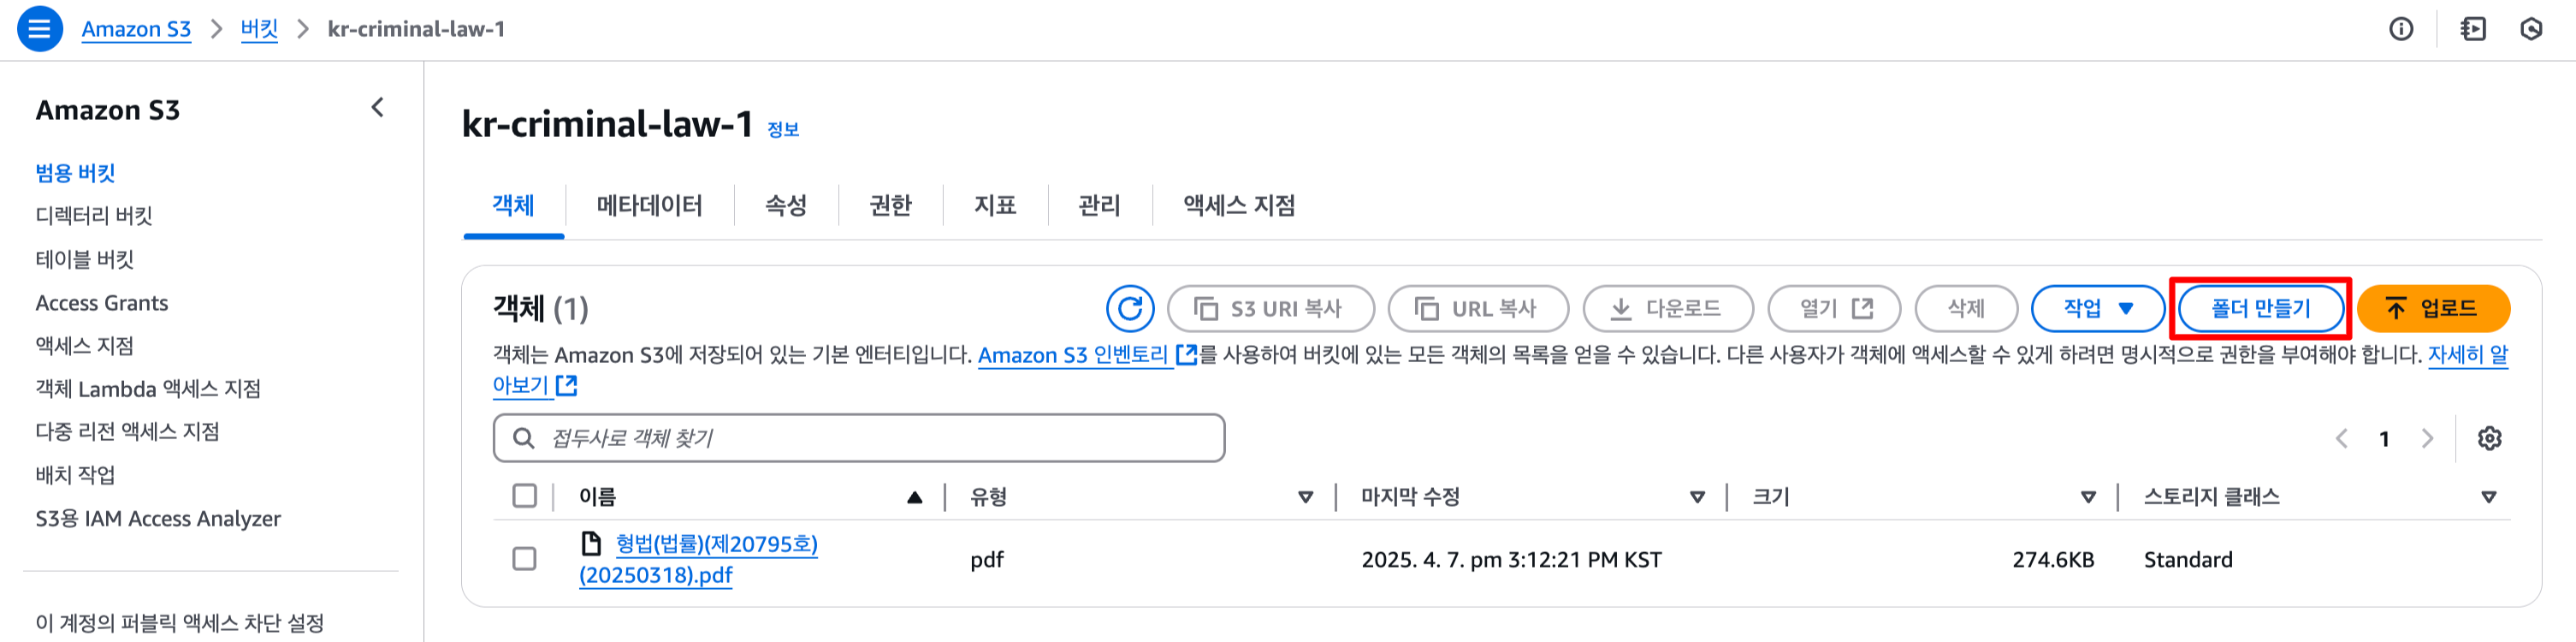 Amazon S3 > 버킷 > kr-criminal-law-1
Amazon S3
범용 버킷
디렉터리 버킷
테이블 버킷
Access Grants
액세스 지점
객체 Lambda 액세스 지점
다중 리전 액세스 지점
배치 작업
S3용 IAM Access Analyzer
이 계정의 퍼블릭 액세스 차단 설정
kr-criminal-law-1 정보
객체 메타데이터 속성 권한 지표 관리 액세스 지점
객체 (1) S3 URI 복사 URL 복사 다운로드 열기 삭제 작업 폴더 만들기 업로드
객체는 Amazon S3에 저장되어 있는 기본 엔터티입니다. Amazon S3 인벤토리를 사용하여 버킷에 있는 모든 객체의 목록을 얻을 수 있습니다. 다른 사용자가 객체에 액세스할 수 있게 하려면 명시적으로 권한을 부여해야 합니다. 자세히 알
아보기
접두사로 객체 찾기
1
이름 유형 마지막 수정 크기 스토리지 클래스
형법(법률)(제20795호)
(20250318).pdf
pdf 2025. 4. 7. pm 3:12:21 PM KST 274.6KB Standard